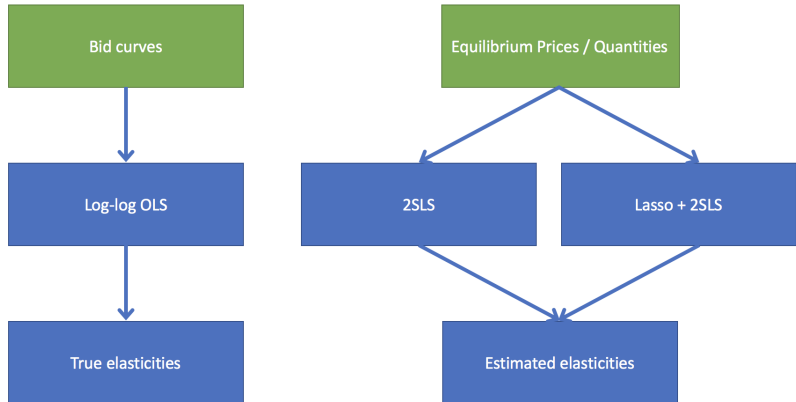 Bid curves
Equilibrium Prices / Quantities
Log-log OLS
2SLS
Lasso + 2SLS
True elasticities
Estimated elasticities